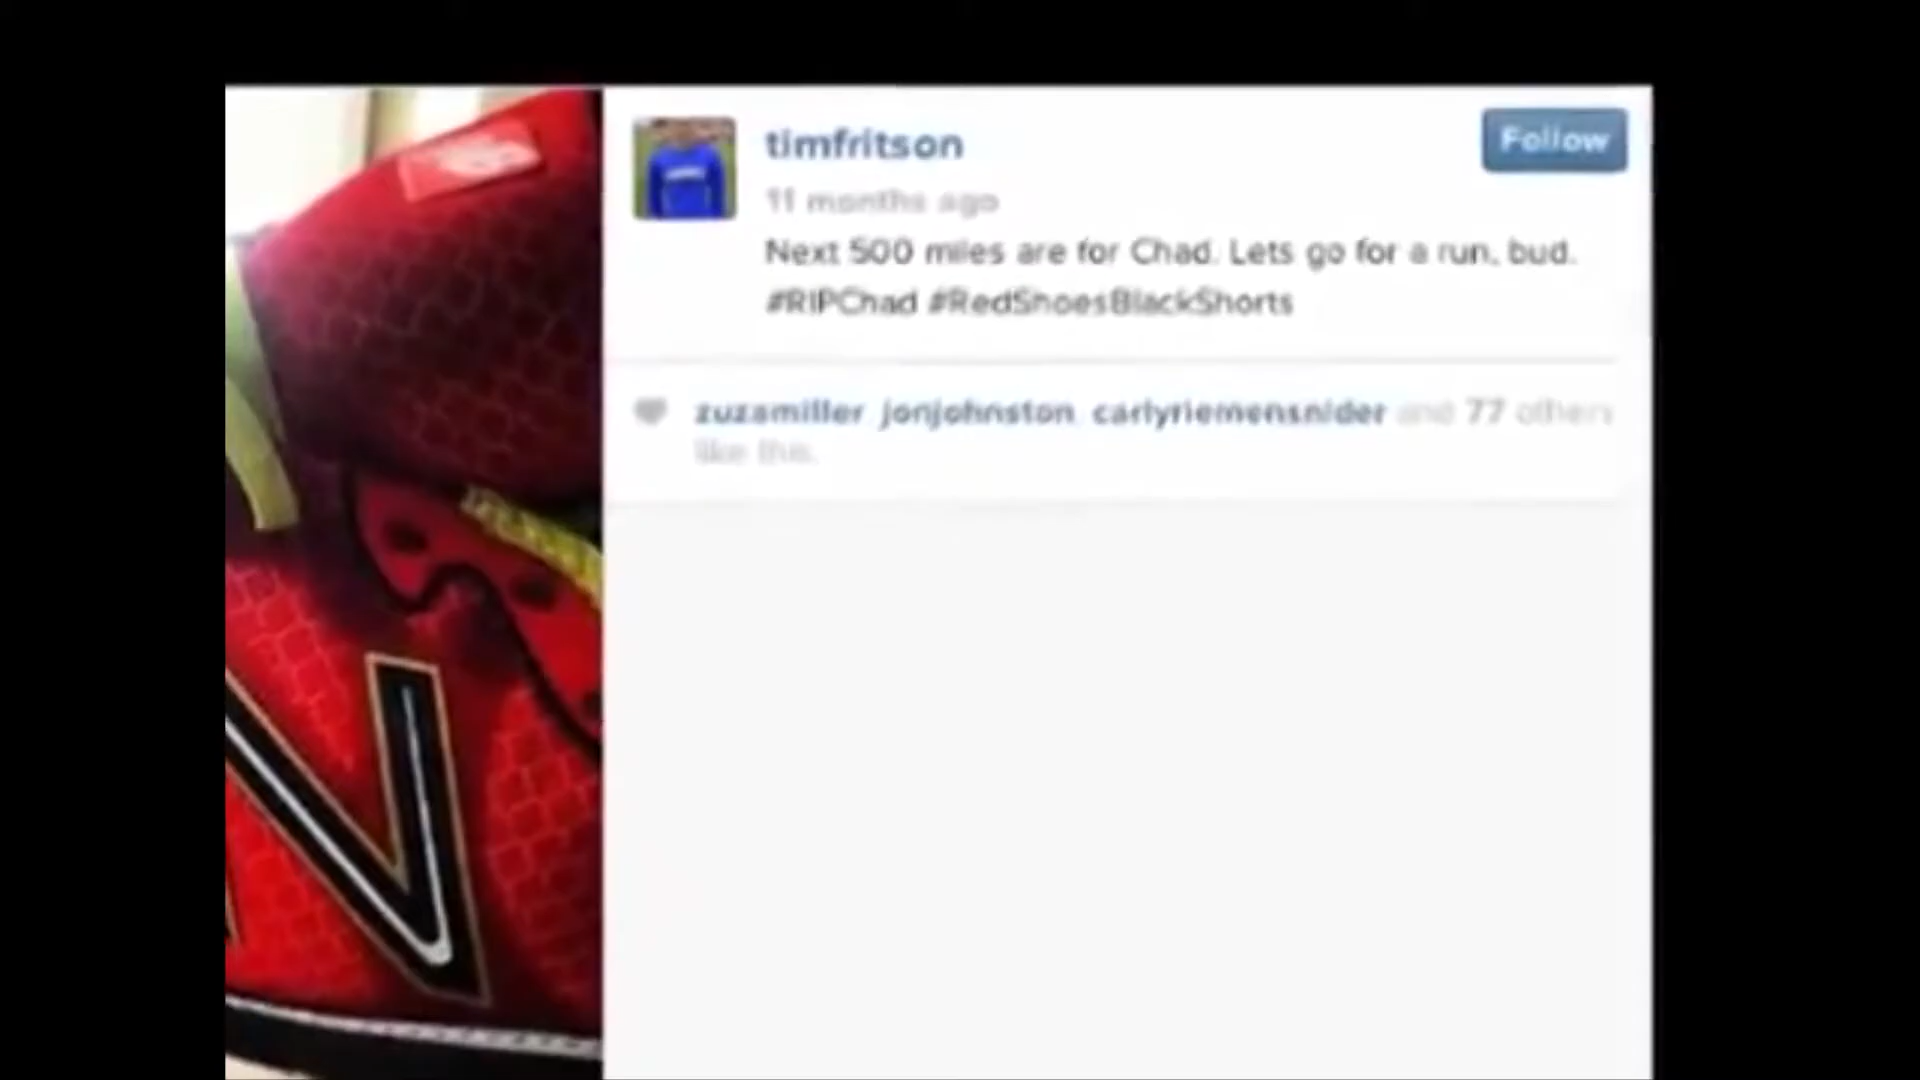 timfritson
Follow
11 months ago
Next 500 miles are for Chad. Lets go for a run, bud.
#RIPChad #RedShoesBlackShorts
zuzamiller, jonjohnston, carlyriemensnider and 77 others
like this.